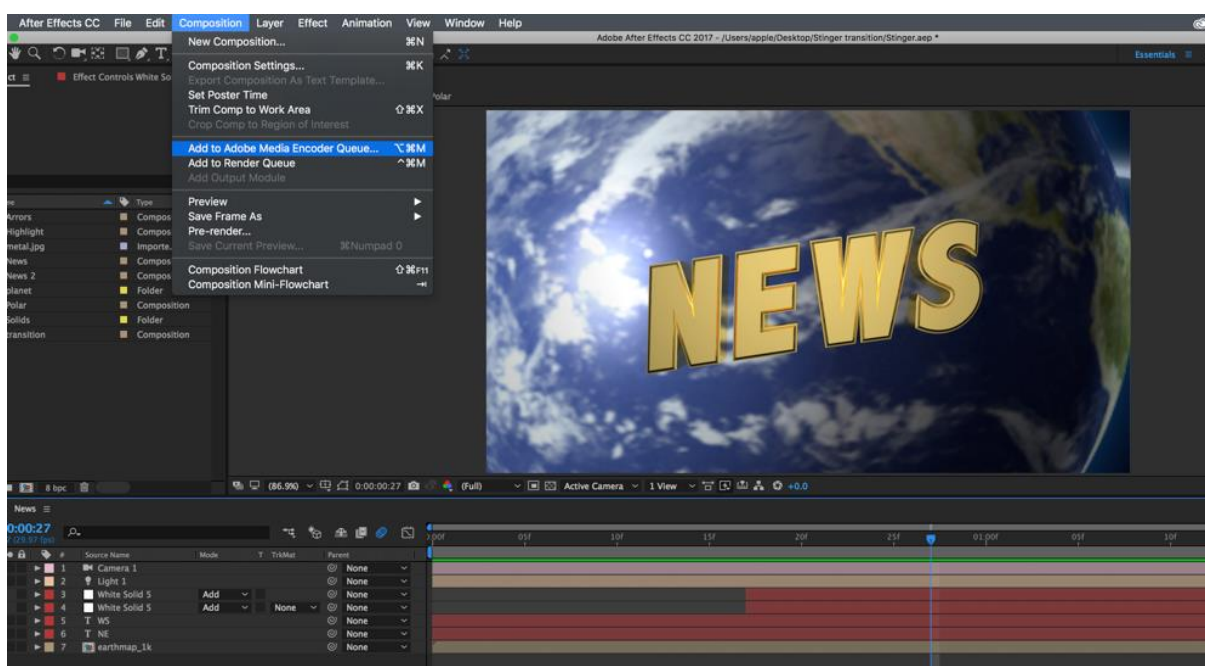 After Effects CC File Edit Composition Layer Effect Animation View Window Help
Adobe After Effects CC 2017 - /Users/apple/Desktop/Stinger transition/Stinger.aep *
T
Essentials
New Composition... ⌘N
Composition Settings... ⌘K
Export Composition As Text Template...
Set Poster Time
Trim Comp to Work Area ⇧⌘X
Crop Comp to Region of Interest
Add to Adobe Media Encoder Queue... ⌥⌘M
Add to Render Queue ^⌘M
Add Output Module
Preview
Save Frame As
Pre-render...
Save Current Preview... ⌘Numpad 0
Composition Flowchart ⇧⌘F11
Composition Mini-Flowchart
ct Effect Controls White So
Polar
NEWS
Type
Arrors Compos
Highlight Compos
metal.jpg Importe.
News Compos
News 2 Compos
planet Folder
Polar Composition
Solids Folder
transition Composition
8 bpc
(86.9%) 0:00:00:27 (Full) Active Camera 1 View +0.0
News
0:00:27
(29.97 fps)
05f 10f 15f 20f 25f 01:00f 05f 10f
# Source Name Mode T TrkMat Parent
1 Camera 1 None
2 Light 1 None
3 White Solid 5 Add None
4 White Solid 5 Add None None
5 T WS None
6 T NE None
7 earthmap_1k None